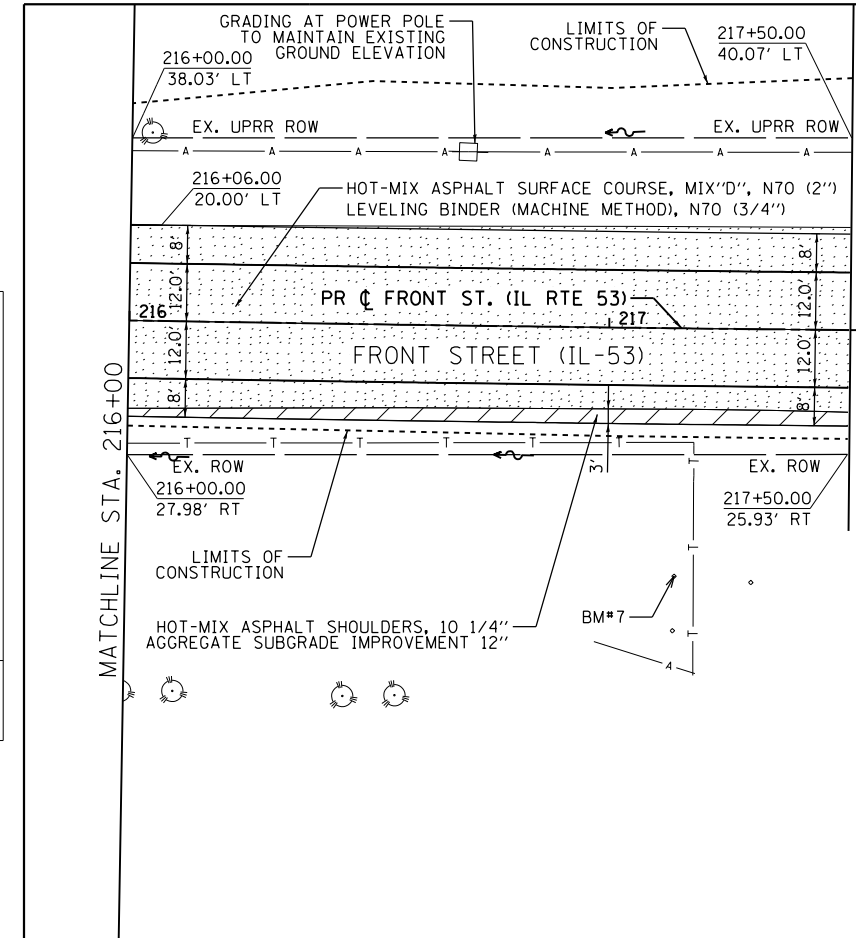 GRADING AT POWER POLE
TO MAINTAIN EXISTING
GROUND ELEVATION
LIMITS OF
CONSTRUCTION
217+50.00
40.07' LT
216+00.00
38.03' LT
EX. UPRR ROW
EX. UPRR ROW
A A A A A A A A
216+06.00
20.00' LT
HOT-MIX ASPHALT SURFACE COURSE, MIX"D", N70 (2")
LEVELING BINDER (MACHINE METHOD), N70 (3/4")
8'
8'
12.0'
12.0'
PR ℄ FRONT ST. (IL RTE 53)
216
217
12.0'
12.0'
FRONT STREET (IL-53)
8'
8'
MATCHLINE STA. 216+00
T T T T T T
EX. ROW
216+00.00
27.98' RT
3'
T
EX. ROW
217+50.00
25.93' RT
LIMITS OF
CONSTRUCTION
T
HOT-MIX ASPHALT SHOULDERS, 10 1/4"
AGGREGATE SUBGRADE IMPROVEMENT 12"
BM#7
T
A